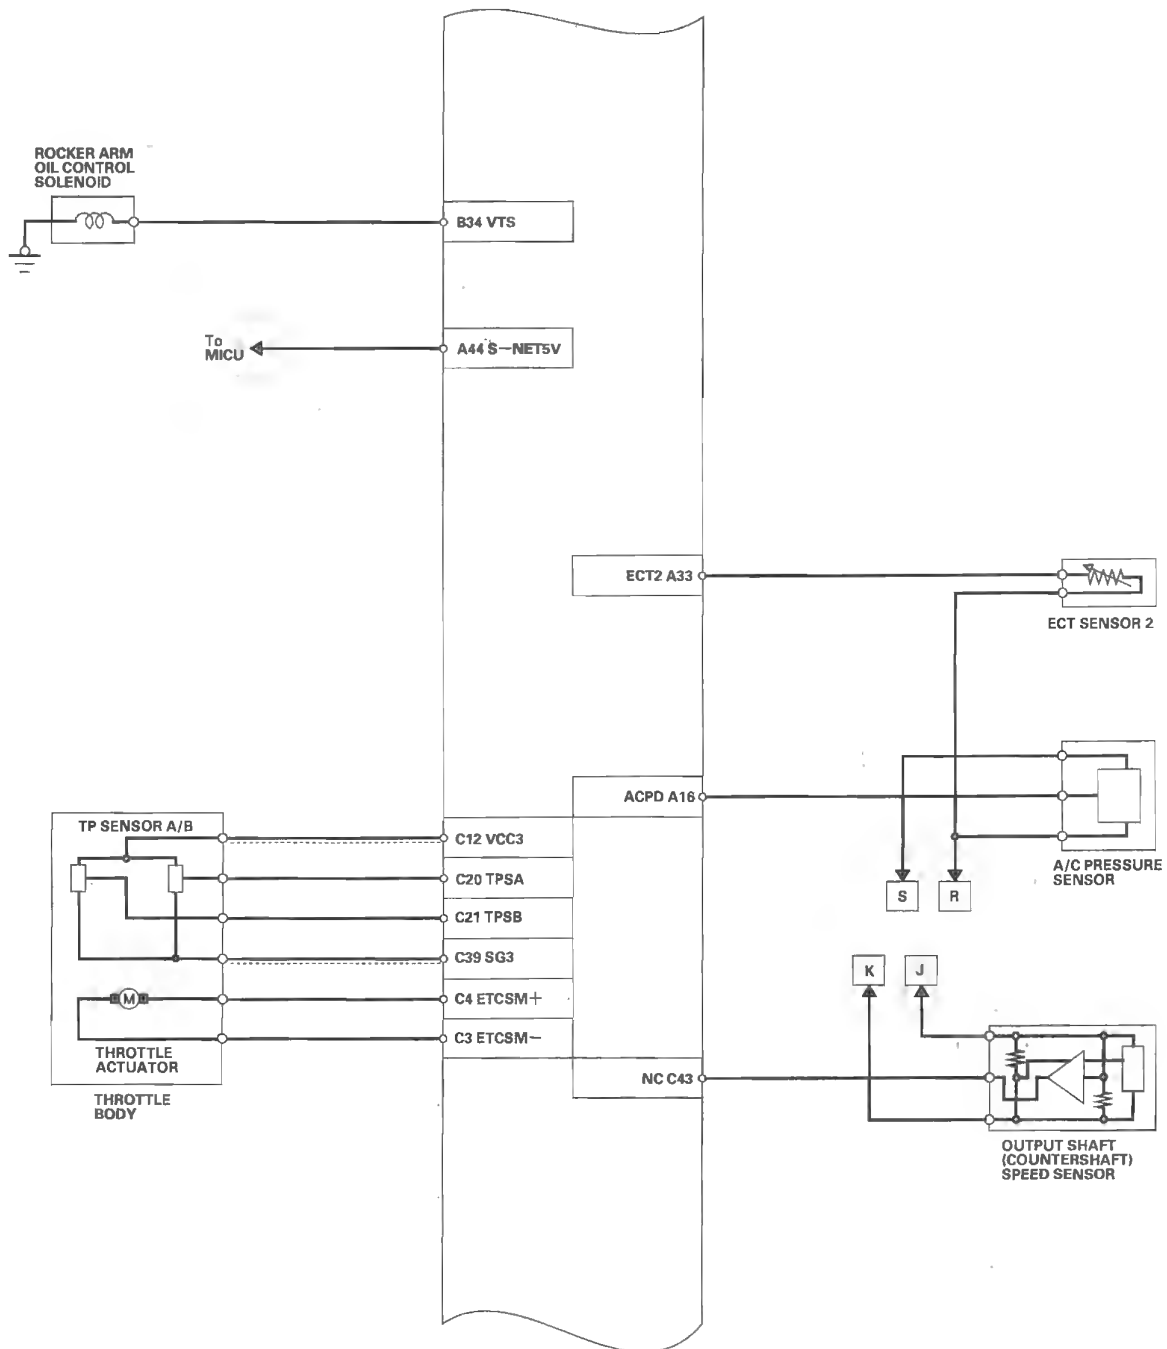 ROCKER ARM
OIL CONTROL
SOLENOID
B34 VTS
To
MICU
A44 S−NET5V
ECT2 A33
ECT SENSOR 2
ACPD A16
A/C PRESSURE
SENSOR
S
R
TP SENSOR A/B
C12 VCC3
C20 TPSA
C21 TPSB
C39 SG3
C4 ETCSM+
C3 ETCSM−
M
THROTTLE
ACTUATOR
THROTTLE
BODY
K
J
NC C43
OUTPUT SHAFT
(COUNTERSHAFT)
SPEED SENSOR